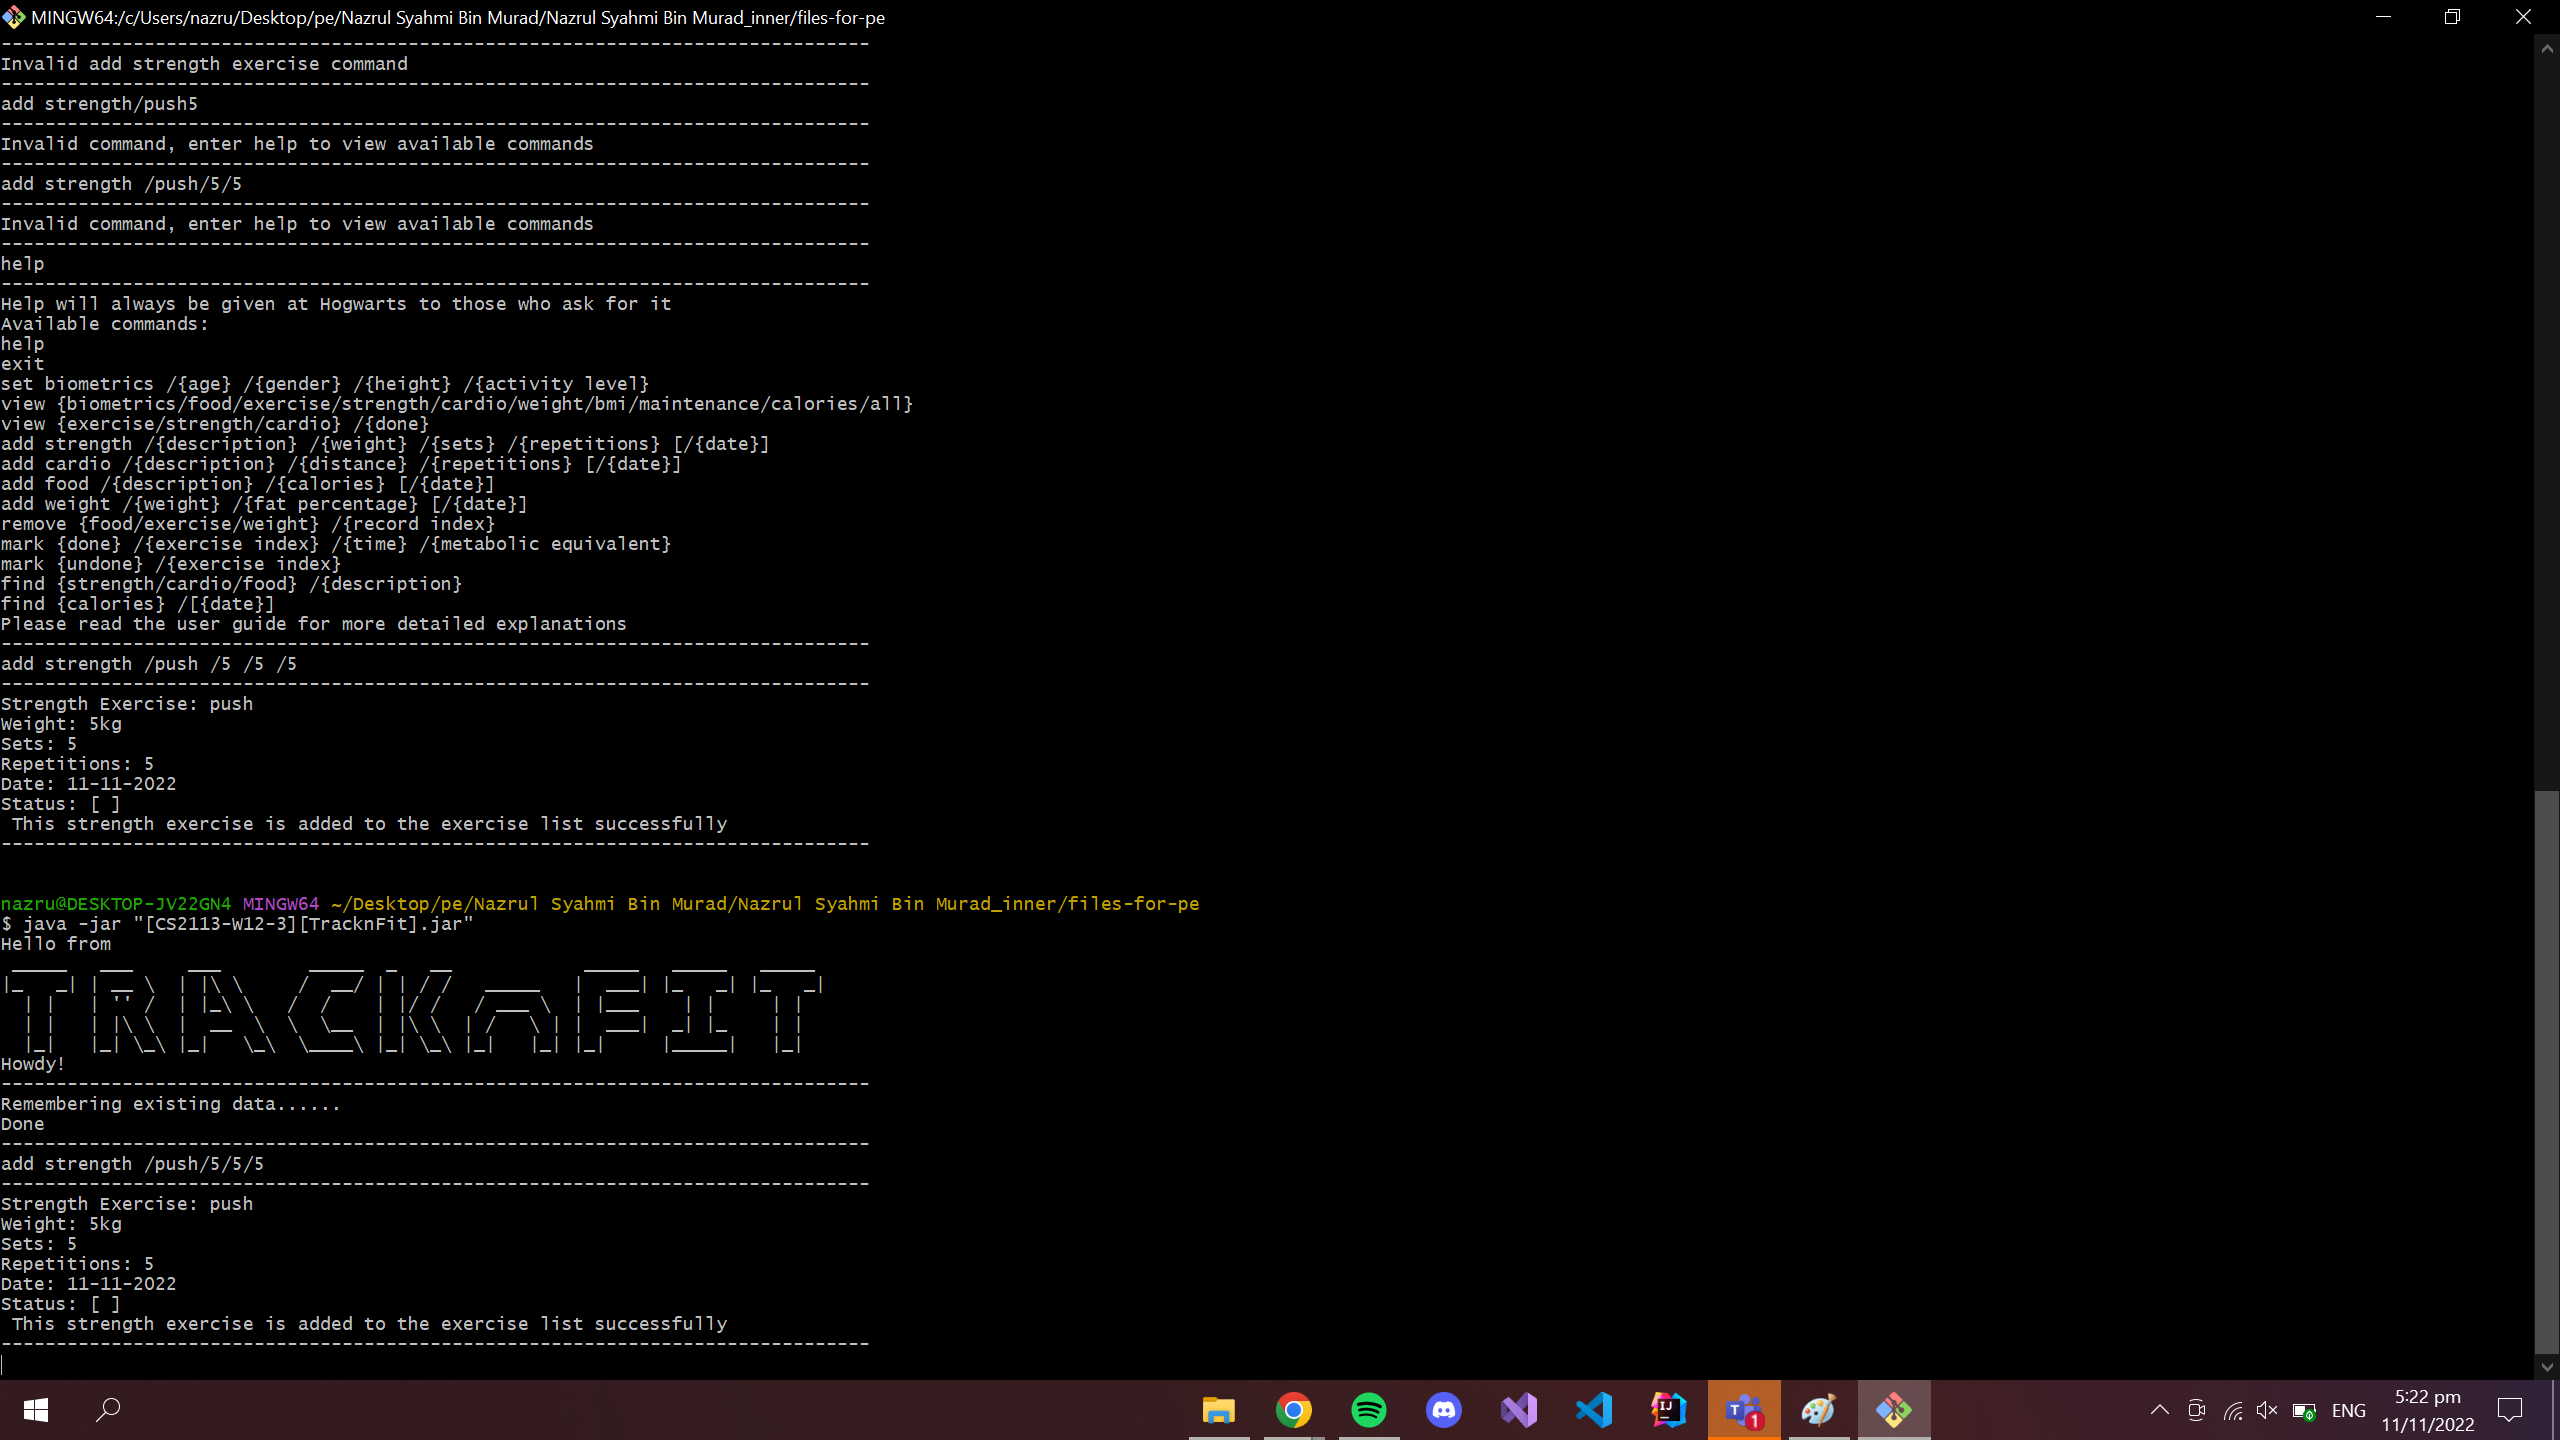 MINGW64:/c/Users/nazru/Desktop/pe/Nazrul Syahmi Bin Murad/Nazrul Syahmi Bin Murad_inner/files-for-pe
-------------------------------------------------------------------------------
Invalid add strength exercise command
-------------------------------------------------------------------------------
add strength/push5
-------------------------------------------------------------------------------
Invalid command, enter help to view available commands
-------------------------------------------------------------------------------
add strength /push/5/5
-------------------------------------------------------------------------------
Invalid command, enter help to view available commands
-------------------------------------------------------------------------------
help
-------------------------------------------------------------------------------
Help will always be given at Hogwarts to those who ask for it
Available commands:
help
exit
set biometrics /{age} /{gender} /{height} /{activity level}
view {biometrics/food/exercise/strength/cardio/weight/bmi/maintenance/calories/all}
view {exercise/strength/cardio} /{done}
add strength /{description} /{weight} /{sets} /{repetitions} [/{date}]
add cardio /{description} /{distance} /{repetitions} [/{date}]
add food /{description} /{calories} [/{date}]
add weight /{weight} /{fat percentage} [/{date}]
remove {food/exercise/weight} /{record index}
mark {done} /{exercise index} /{time} /{metabolic equivalent}
mark {undone} /{exercise index}
find {strength/cardio/food} /{description}
find {calories} /[{date}]
Please read the user guide for more detailed explanations
-------------------------------------------------------------------------------
add strength /push /5 /5 /5
-------------------------------------------------------------------------------
Strength Exercise: push
Weight: 5kg
Sets: 5
Repetitions: 5
Date: 11-11-2022
Status: [ ]
This strength exercise is added to the exercise list successfully
-------------------------------------------------------------------------------
nazru@DESKTOP-JV22GN4 MINGW64 ~/Desktop/pe/Nazrul Syahmi Bin Murad/Nazrul Syahmi Bin Murad_inner/files-for-pe
$ java -jar "[CS2113-W12-3][TracknFit].jar"
Hello from
TRACKnFIT
Howdy!
-------------------------------------------------------------------------------
Remembering existing data......
Done
-------------------------------------------------------------------------------
add strength /push/5/5/5
-------------------------------------------------------------------------------
Strength Exercise: push
Weight: 5kg
Sets: 5
Repetitions: 5
Date: 11-11-2022
Status: [ ]
This strength exercise is added to the exercise list successfully
-------------------------------------------------------------------------------
1
ENG
5:22 pm
11/11/2022